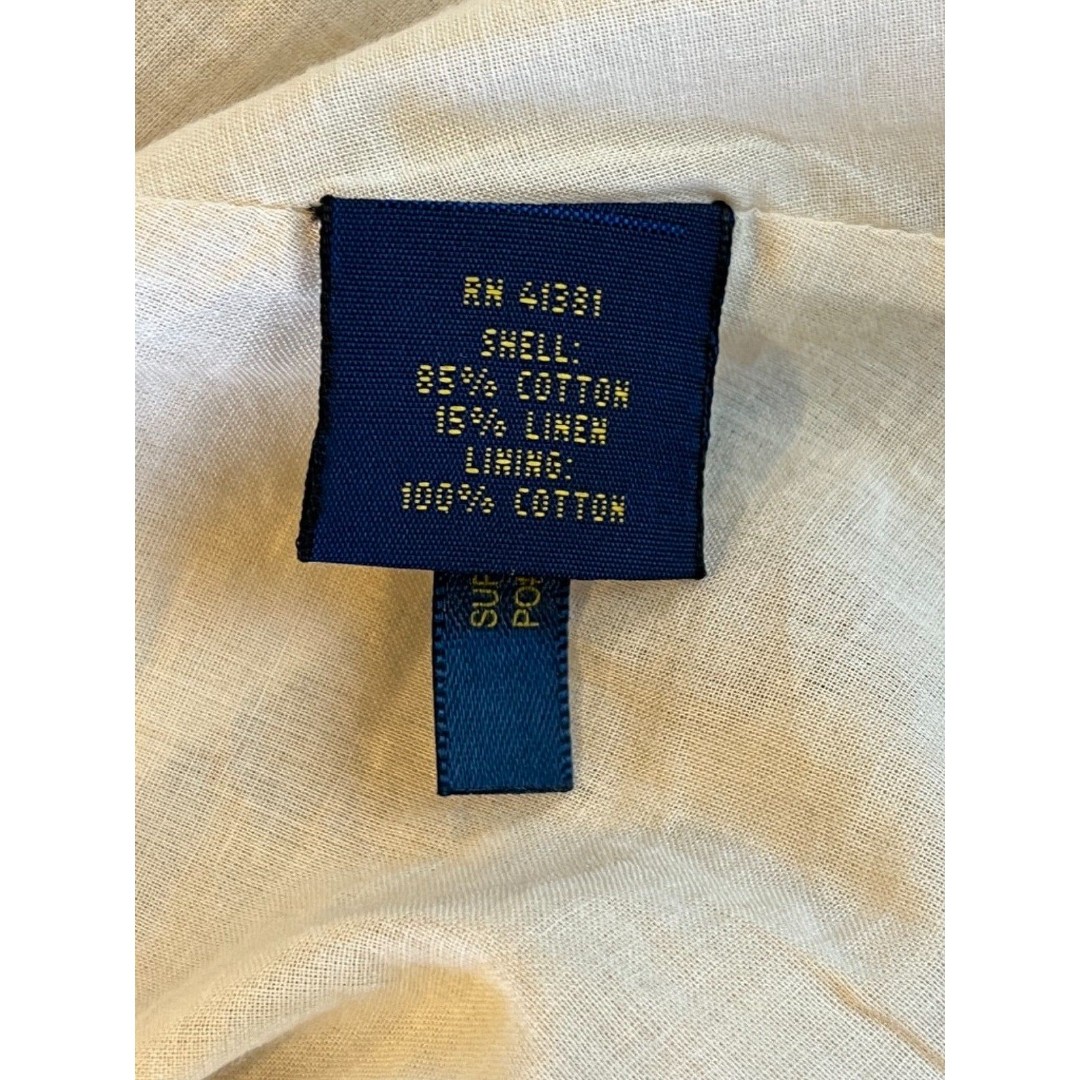 RN 41381
SHELL:
85% COTTON
15% LINEN
LINING:
100% COTTON